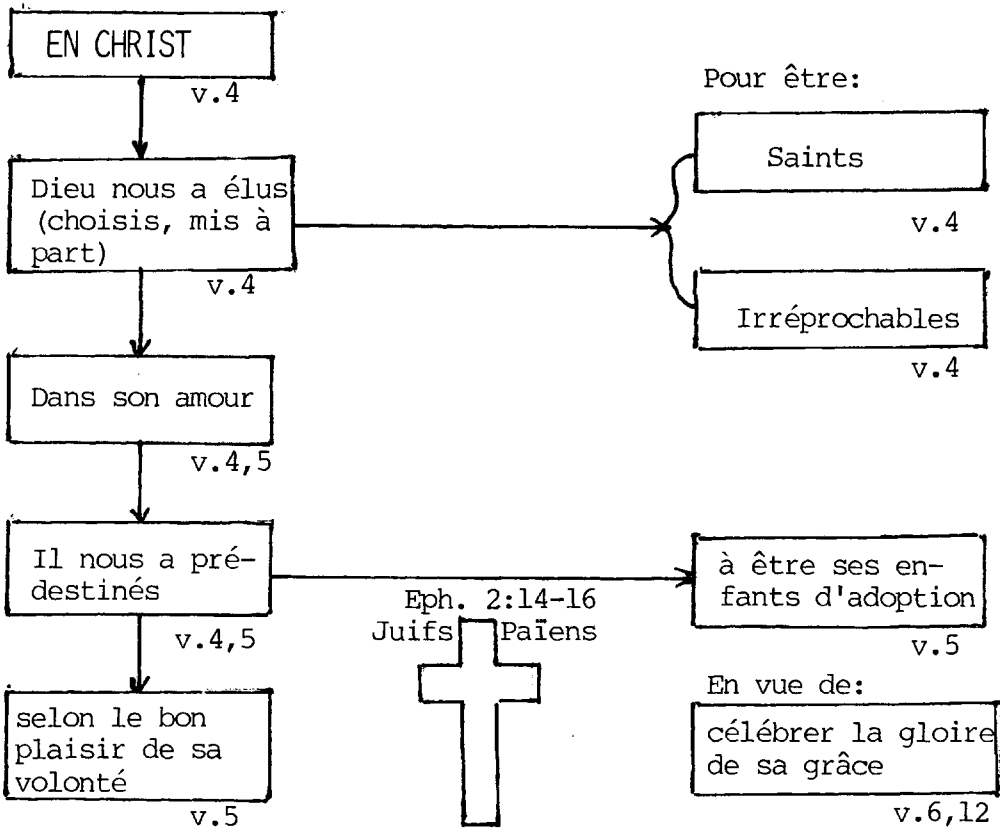 EN CHRIST
v.4
Dieu nous a élus
(choisis, mis à
part)
v.4
Pour être:
Saints
v.4
Irréprochables
v.4
Dans son amour
v.4,5
Il nous a pré-
destinés
v.4,5
à être ses en-
fants d'adoption
v.5
Eph. 2:14-16
Juifs Païens
selon le bon
plaisir de sa
volonté
v.5
En vue de:
célébrer la gloire
de sa grâce
v.6,12